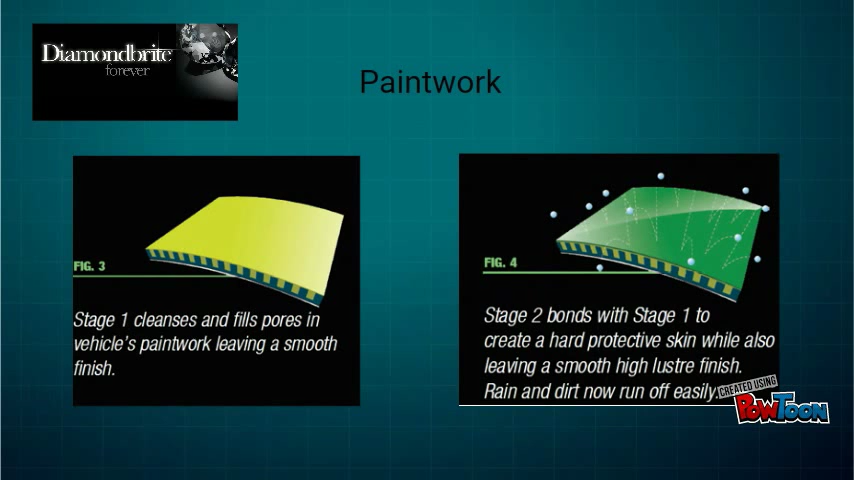 Diamondbrite
forever
Paintwork
FIG. 3
Stage 1 cleanses and fills pores in
vehicle's paintwork leaving a smooth
finish.
FIG. 4
Stage 2 bonds with Stage 1 to
create a hard protective skin while also
leaving a smooth high lustre finish.
Rain and dirt now run off easily.
CREATED USING
POWTOON